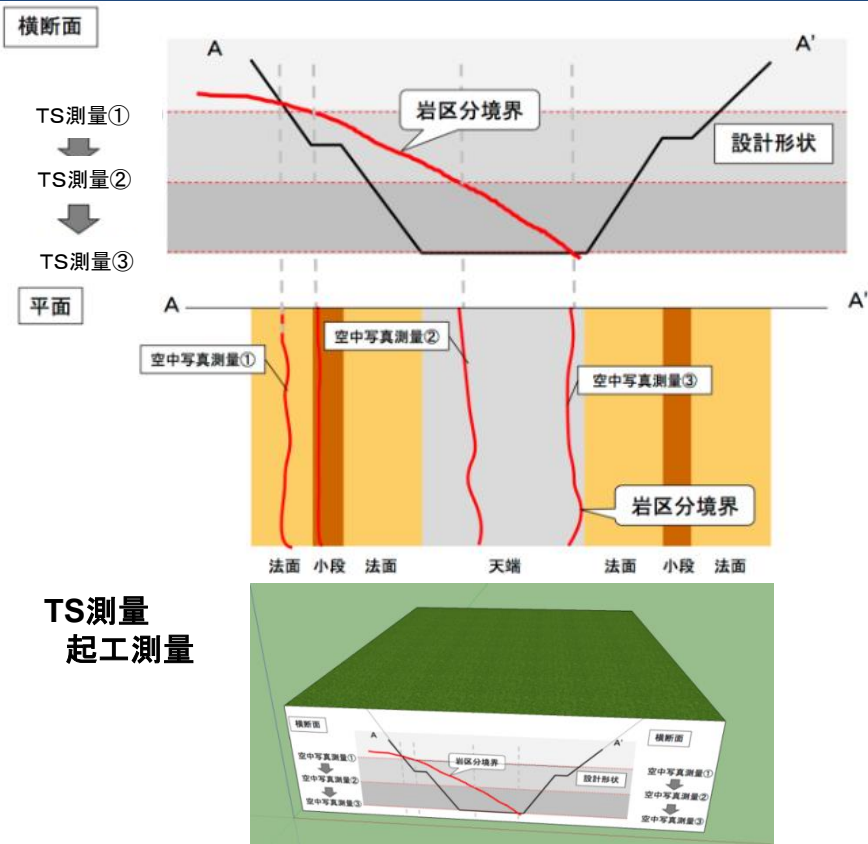 横断面
A
A'
TS測量①
岩区分境界
設計形状
TS測量②
TS測量③
平面
A
A'
空中写真測量①
空中写真測量②
空中写真測量③
岩区分境界
法面 小段 法面 天端 法面 小段 法面
TS測量
起工測量
横断面
A
A'
横断面
空中写真測量①
岩区分境界
設計形状
空中写真測量①
空中写真測量②
空中写真測量②
空中写真測量③
空中写真測量③